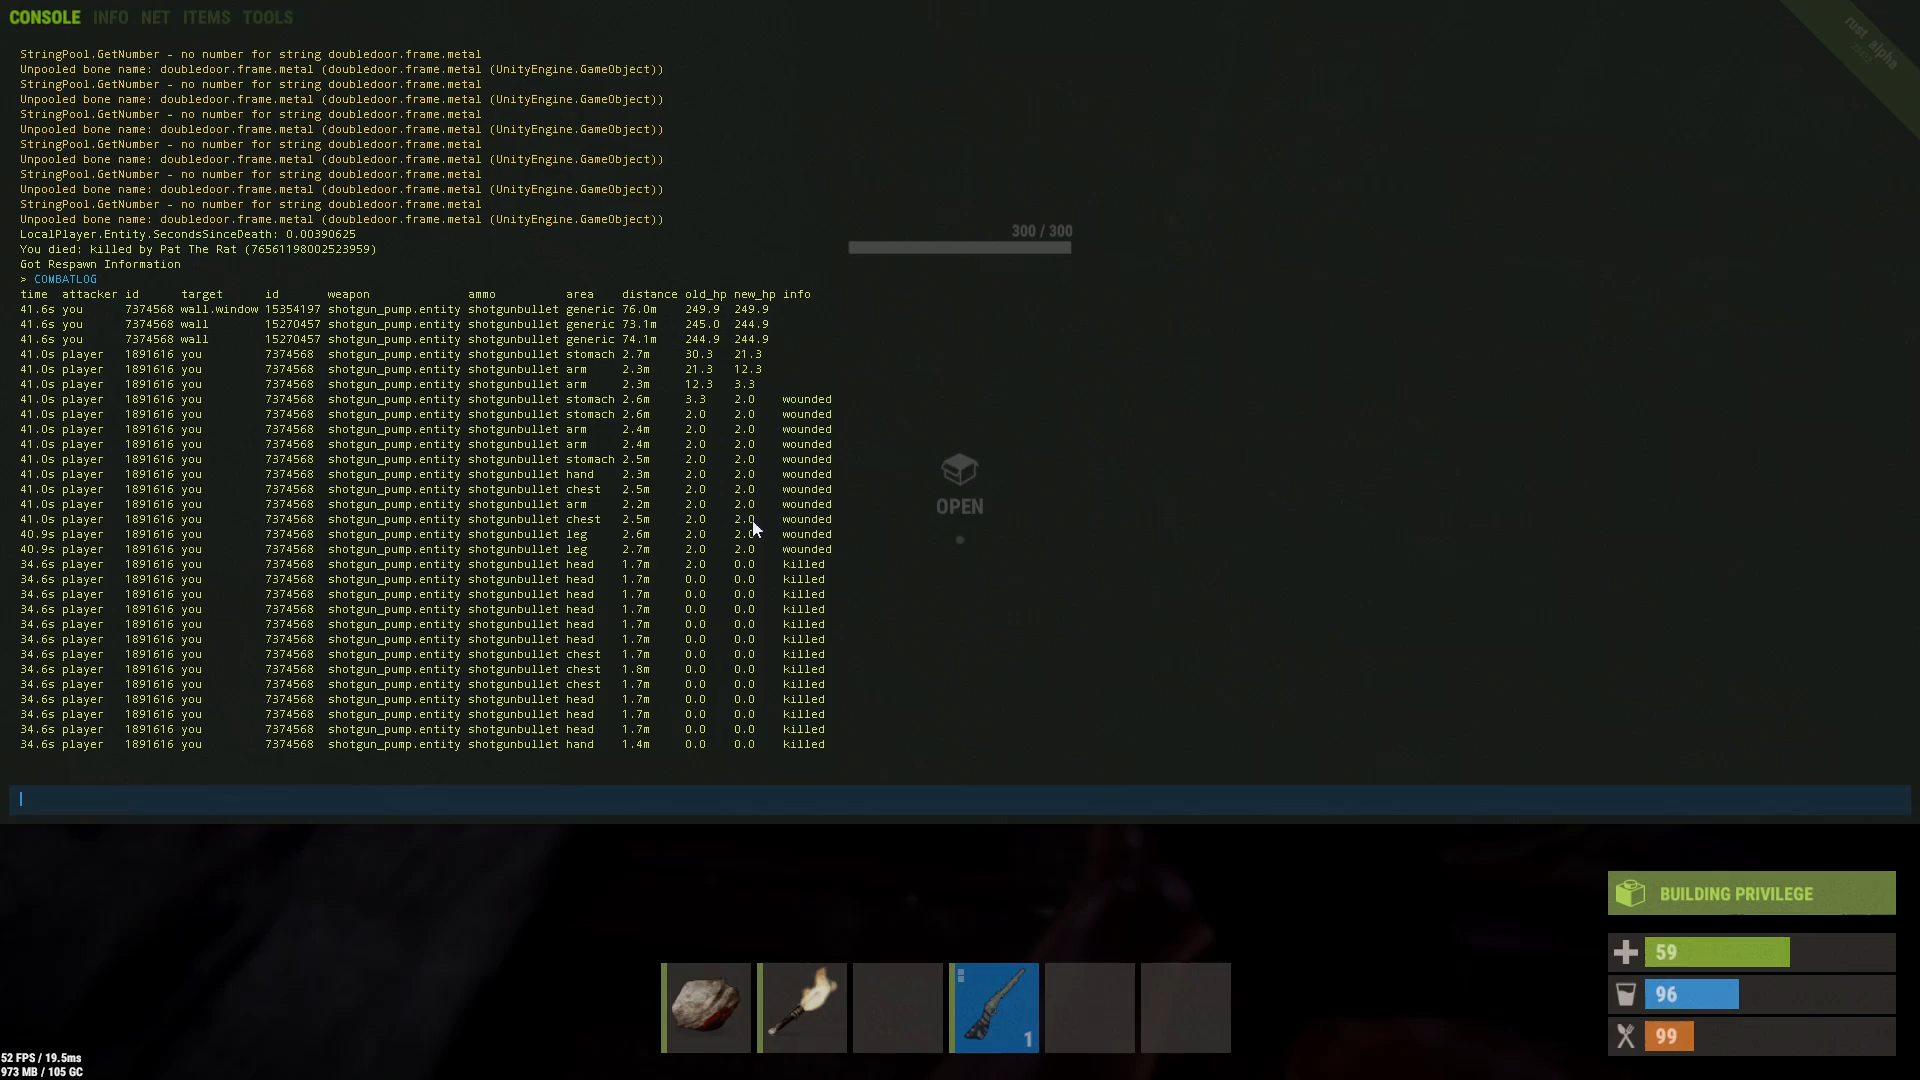 CONSOLE INFO NET ITEMS TOOLS
rust alpha
StringPool.GetNumber - no number for string doubledoor.frame.metal
Unpooled bone name: doubledoor.frame.metal (doubledoor.frame.metal (UnityEngine.GameObject))
StringPool.GetNumber - no number for string doubledoor.frame.metal
Unpooled bone name: doubledoor.frame.metal (doubledoor.frame.metal (UnityEngine.GameObject))
StringPool.GetNumber - no number for string doubledoor.frame.metal
Unpooled bone name: doubledoor.frame.metal (doubledoor.frame.metal (UnityEngine.GameObject))
StringPool.GetNumber - no number for string doubledoor.frame.metal
Unpooled bone name: doubledoor.frame.metal (doubledoor.frame.metal (UnityEngine.GameObject))
StringPool.GetNumber - no number for string doubledoor.frame.metal
Unpooled bone name: doubledoor.frame.metal (doubledoor.frame.metal (UnityEngine.GameObject))
StringPool.GetNumber - no number for string doubledoor.frame.metal
Unpooled bone name: doubledoor.frame.metal (doubledoor.frame.metal (UnityEngine.GameObject))
LocalPlayer.Entity.SecondsSinceDeath: 0.00390625
You died: killed by Pat The Rat (76561198002523959)
Got Respawn Information
> COMBATLOG
time attacker id target id weapon ammo area distance old_hp new_hp info
41.6s you 7374568 wall.window 15354197 shotgun_pump.entity shotgunbullet generic 76.0m 249.9 249.9
41.6s you 7374568 wall 15270457 shotgun_pump.entity shotgunbullet generic 73.1m 245.0 244.9
41.6s you 7374568 wall 15270457 shotgun_pump.entity shotgunbullet generic 74.1m 244.9 244.9
41.0s player 1891616 you 7374568 shotgun_pump.entity shotgunbullet stomach 2.7m 30.3 21.3
41.0s player 1891616 you 7374568 shotgun_pump.entity shotgunbullet arm 2.3m 21.3 12.3
41.0s player 1891616 you 7374568 shotgun_pump.entity shotgunbullet arm 2.3m 12.3 3.3
41.0s player 1891616 you 7374568 shotgun_pump.entity shotgunbullet stomach 2.6m 3.3 2.0 wounded
41.0s player 1891616 you 7374568 shotgun_pump.entity shotgunbullet stomach 2.6m 2.0 2.0 wounded
41.0s player 1891616 you 7374568 shotgun_pump.entity shotgunbullet arm 2.4m 2.0 2.0 wounded
41.0s player 1891616 you 7374568 shotgun_pump.entity shotgunbullet arm 2.4m 2.0 2.0 wounded
41.0s player 1891616 you 7374568 shotgun_pump.entity shotgunbullet stomach 2.5m 2.0 2.0 wounded
41.0s player 1891616 you 7374568 shotgun_pump.entity shotgunbullet hand 2.3m 2.0 2.0 wounded
41.0s player 1891616 you 7374568 shotgun_pump.entity shotgunbullet chest 2.5m 2.0 2.0 wounded
41.0s player 1891616 you 7374568 shotgun_pump.entity shotgunbullet arm 2.2m 2.0 2.0 wounded
41.0s player 1891616 you 7374568 shotgun_pump.entity shotgunbullet chest 2.5m 2.0 2.0 wounded
40.9s player 1891616 you 7374568 shotgun_pump.entity shotgunbullet leg 2.6m 2.0 2.0 wounded
40.9s player 1891616 you 7374568 shotgun_pump.entity shotgunbullet leg 2.7m 2.0 2.0 wounded
34.6s player 1891616 you 7374568 shotgun_pump.entity shotgunbullet head 1.7m 2.0 0.0 killed
34.6s player 1891616 you 7374568 shotgun_pump.entity shotgunbullet head 1.7m 0.0 0.0 killed
34.6s player 1891616 you 7374568 shotgun_pump.entity shotgunbullet head 1.7m 0.0 0.0 killed
34.6s player 1891616 you 7374568 shotgun_pump.entity shotgunbullet head 1.7m 0.0 0.0 killed
34.6s player 1891616 you 7374568 shotgun_pump.entity shotgunbullet head 1.7m 0.0 0.0 killed
34.6s player 1891616 you 7374568 shotgun_pump.entity shotgunbullet head 1.7m 0.0 0.0 killed
34.6s player 1891616 you 7374568 shotgun_pump.entity shotgunbullet chest 1.7m 0.0 0.0 killed
34.6s player 1891616 you 7374568 shotgun_pump.entity shotgunbullet chest 1.8m 0.0 0.0 killed
34.6s player 1891616 you 7374568 shotgun_pump.entity shotgunbullet chest 1.7m 0.0 0.0 killed
34.6s player 1891616 you 7374568 shotgun_pump.entity shotgunbullet head 1.7m 0.0 0.0 killed
34.6s player 1891616 you 7374568 shotgun_pump.entity shotgunbullet head 1.7m 0.0 0.0 killed
34.6s player 1891616 you 7374568 shotgun_pump.entity shotgunbullet head 1.7m 0.0 0.0 killed
34.6s player 1891616 you 7374568 shotgun_pump.entity shotgunbullet hand 1.4m 0.0 0.0 killed
300 / 300
OPEN
BUILDING PRIVILEGE
59
96
99
1
52 FPS / 19.5ms
973 MB / 105 GC